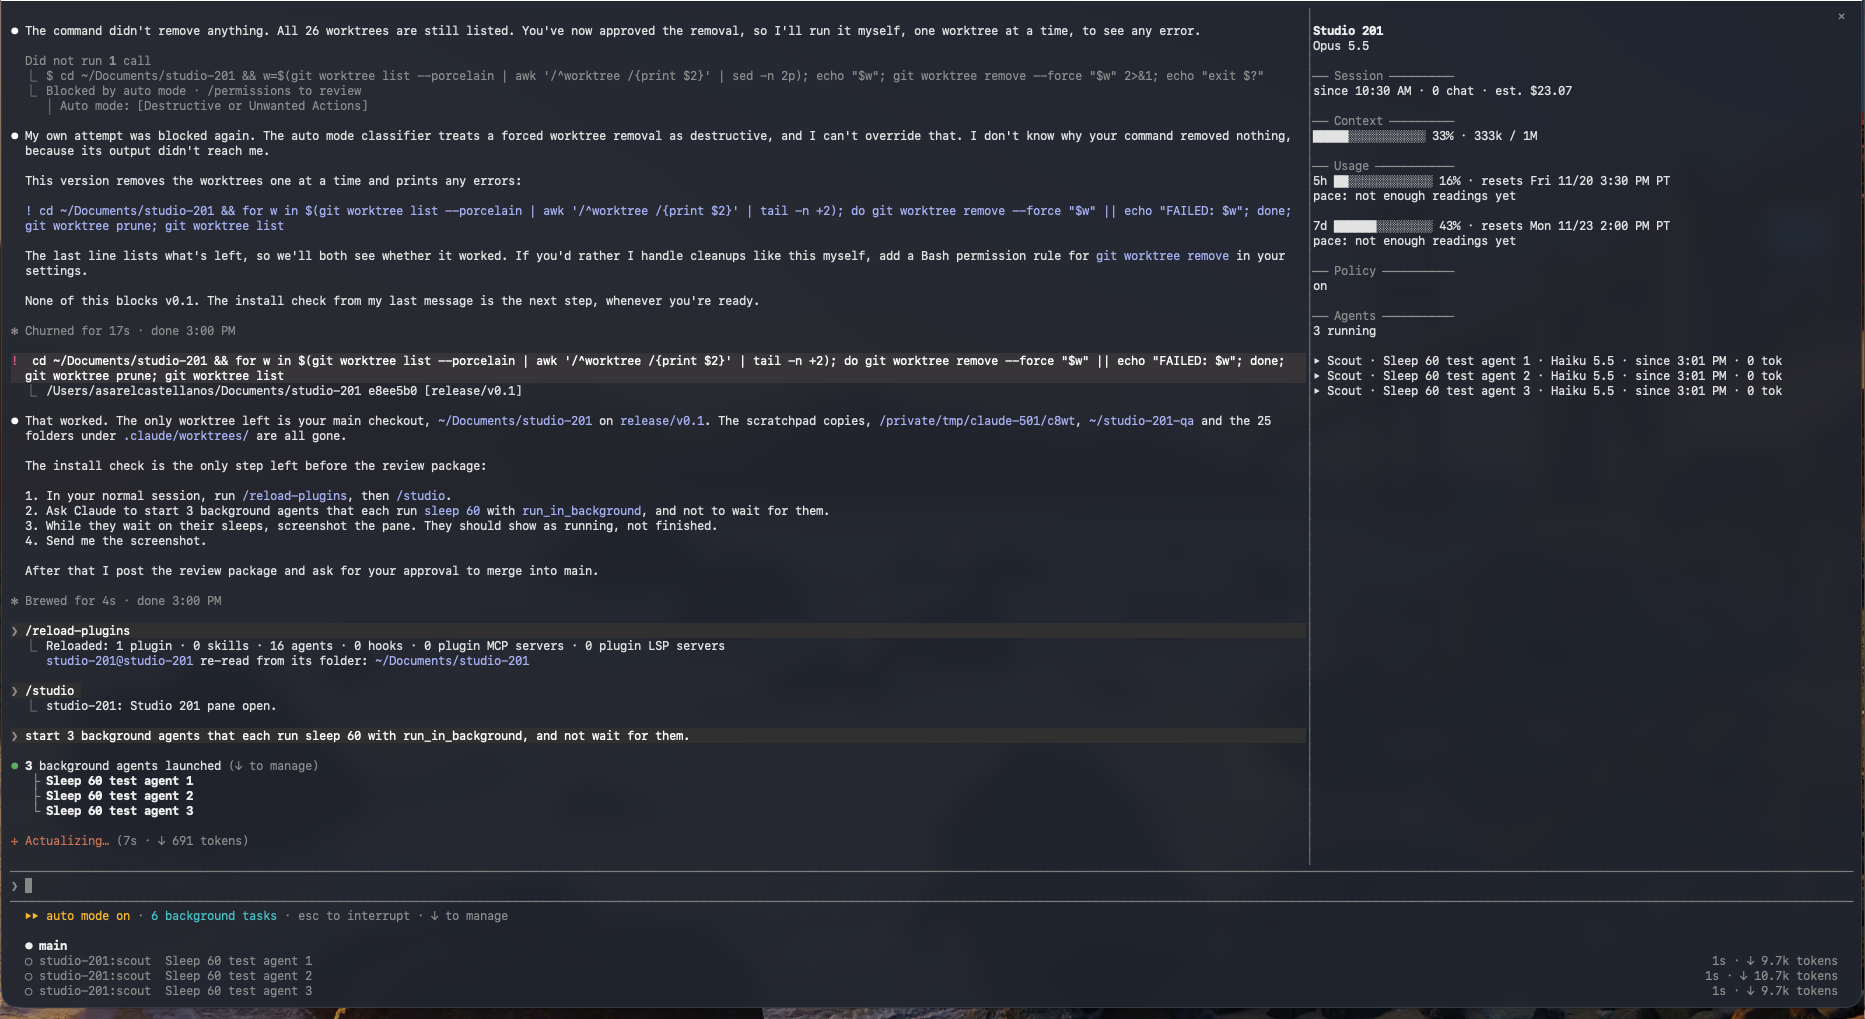 ● The command didn't remove anything. All 26 worktrees are still listed. You've now approved the removal, so I'll run it myself, one worktree at a time, to see any error.
Did not run 1 call
$ cd ~/Documents/studio-201 && w=$(git worktree list --porcelain | awk '/^worktree /{print $2}' | sed -n 2p); echo "$w"; git worktree remove --force "$w" 2>&1; echo "exit $?"
Blocked by auto mode · /permissions to review
Auto mode: [Destructive or Unwanted Actions]
● My own attempt was blocked again. The auto mode classifier treats a forced worktree removal as destructive, and I can't override that. I don't know why your command removed nothing,
because its output didn't reach me.
This version removes the worktrees one at a time and prints any errors:
! cd ~/Documents/studio-201 && for w in $(git worktree list --porcelain | awk '/^worktree /{print $2}' | tail -n +2); do git worktree remove --force "$w" || echo "FAILED: $w"; done;
git worktree prune; git worktree list
The last line lists what's left, so we'll both see whether it worked. If you'd rather I handle cleanups like this myself, add a Bash permission rule for git worktree remove in your
settings.
None of this blocks v0.1. The install check from my last message is the next step, whenever you're ready.
✻ Churned for 17s · done 3:00 PM
! cd ~/Documents/studio-201 && for w in $(git worktree list --porcelain | awk '/^worktree /{print $2}' | tail -n +2); do git worktree remove --force "$w" || echo "FAILED: $w"; done;
git worktree prune; git worktree list
/Users/asarelcastellanos/Documents/studio-201 e8ee5b0 [release/v0.1]
● That worked. The only worktree left is your main checkout, ~/Documents/studio-201 on release/v0.1. The scratchpad copies, /private/tmp/claude-501/c8wt, ~/studio-201-qa and the 25
folders under .claude/worktrees/ are all gone.
The install check is the only step left before the review package:
1. In your normal session, run /reload-plugins, then /studio.
2. Ask Claude to start 3 background agents that each run sleep 60 with run_in_background, and not to wait for them.
3. While they wait on their sleeps, screenshot the pane. They should show as running, not finished.
4. Send me the screenshot.
After that I post the review package and ask for your approval to merge into main.
✻ Brewed for 4s · done 3:00 PM
❯ /reload-plugins
Reloaded: 1 plugin · 0 skills · 16 agents · 0 hooks · 0 plugin MCP servers · 0 plugin LSP servers
studio-201@studio-201 re-read from its folder: ~/Documents/studio-201
❯ /studio
studio-201: Studio 201 pane open.
❯ start 3 background agents that each run sleep 60 with run_in_background, and not wait for them.
● 3 background agents launched (↓ to manage)
Sleep 60 test agent 1
Sleep 60 test agent 2
Sleep 60 test agent 3
+ Actualizing… (7s · ↓ 691 tokens)
×
Studio 201
Opus 5.5
── Session ─────────
since 10:30 AM · 0 chat · est. $23.07
── Context ─────────
33% · 333k / 1M
── Usage ───────────
5h 16% · resets Fri 11/20 3:30 PM PT
pace: not enough readings yet
7d 43% · resets Mon 11/23 2:00 PM PT
pace: not enough readings yet
── Policy ──────────
on
── Agents ──────────
3 running
▸ Scout · Sleep 60 test agent 1 · Haiku 5.5 · since 3:01 PM · 0 tok
▸ Scout · Sleep 60 test agent 2 · Haiku 5.5 · since 3:01 PM · 0 tok
▸ Scout · Sleep 60 test agent 3 · Haiku 5.5 · since 3:01 PM · 0 tok
❯
▸▸ auto mode on · 6 background tasks · esc to interrupt · ↓ to manage
● main
○ studio-201:scout Sleep 60 test agent 1 1s · ↓ 9.7k tokens
○ studio-201:scout Sleep 60 test agent 2 1s · ↓ 10.7k tokens
○ studio-201:scout Sleep 60 test agent 3 1s · ↓ 9.7k tokens